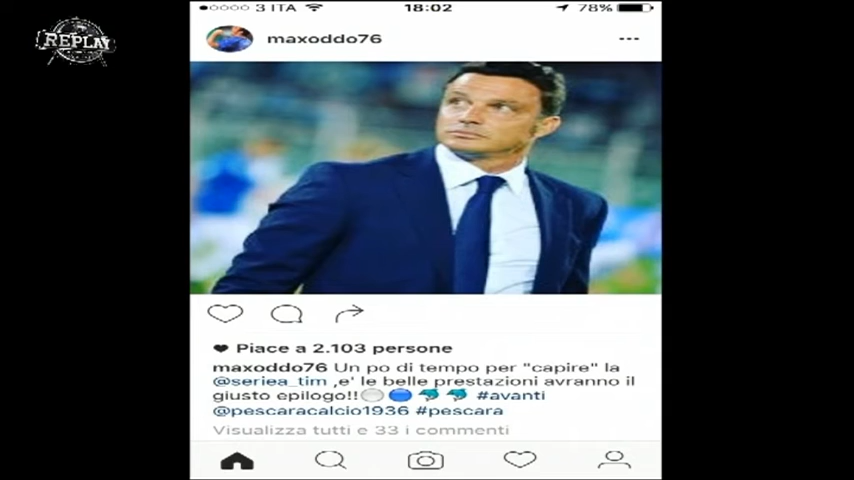 REPLAY
3 ITA 18:02 78%
maxoddo76
Piace a 2.103 persone
maxoddo76 Un po di tempo per "capire" la
@seriea_tim ,e' le belle prestazioni avranno il
giusto epilogo!!⚪🔵🐬🐬 #avanti
@pescaracalcio1936 #pescara
Visualizza tutti e 33 i commenti